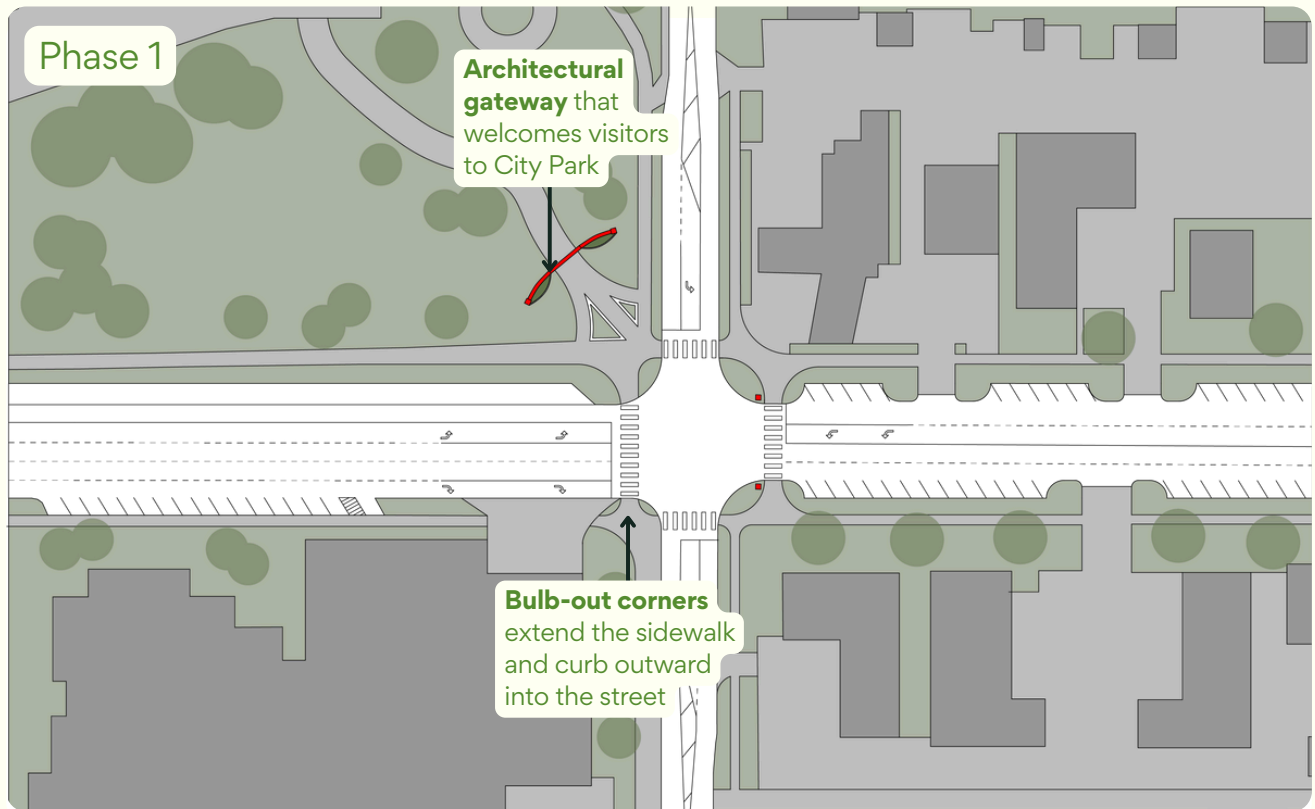 Phase 1
Architectural
gateway that
welcomes visitors
to City Park
Bulb-out corners
extend the sidewalk
and curb outward
into the street